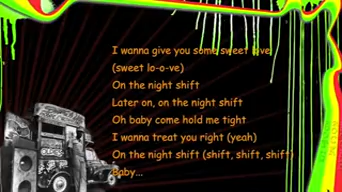 I wanna give you some sweet love
(sweet lo-o-ve)
On the night shift
Later on, on the night shift
Oh baby come hold me tight
I wanna treat you right (yeah)
On the night shift (shift, shift, shift)
Baby...